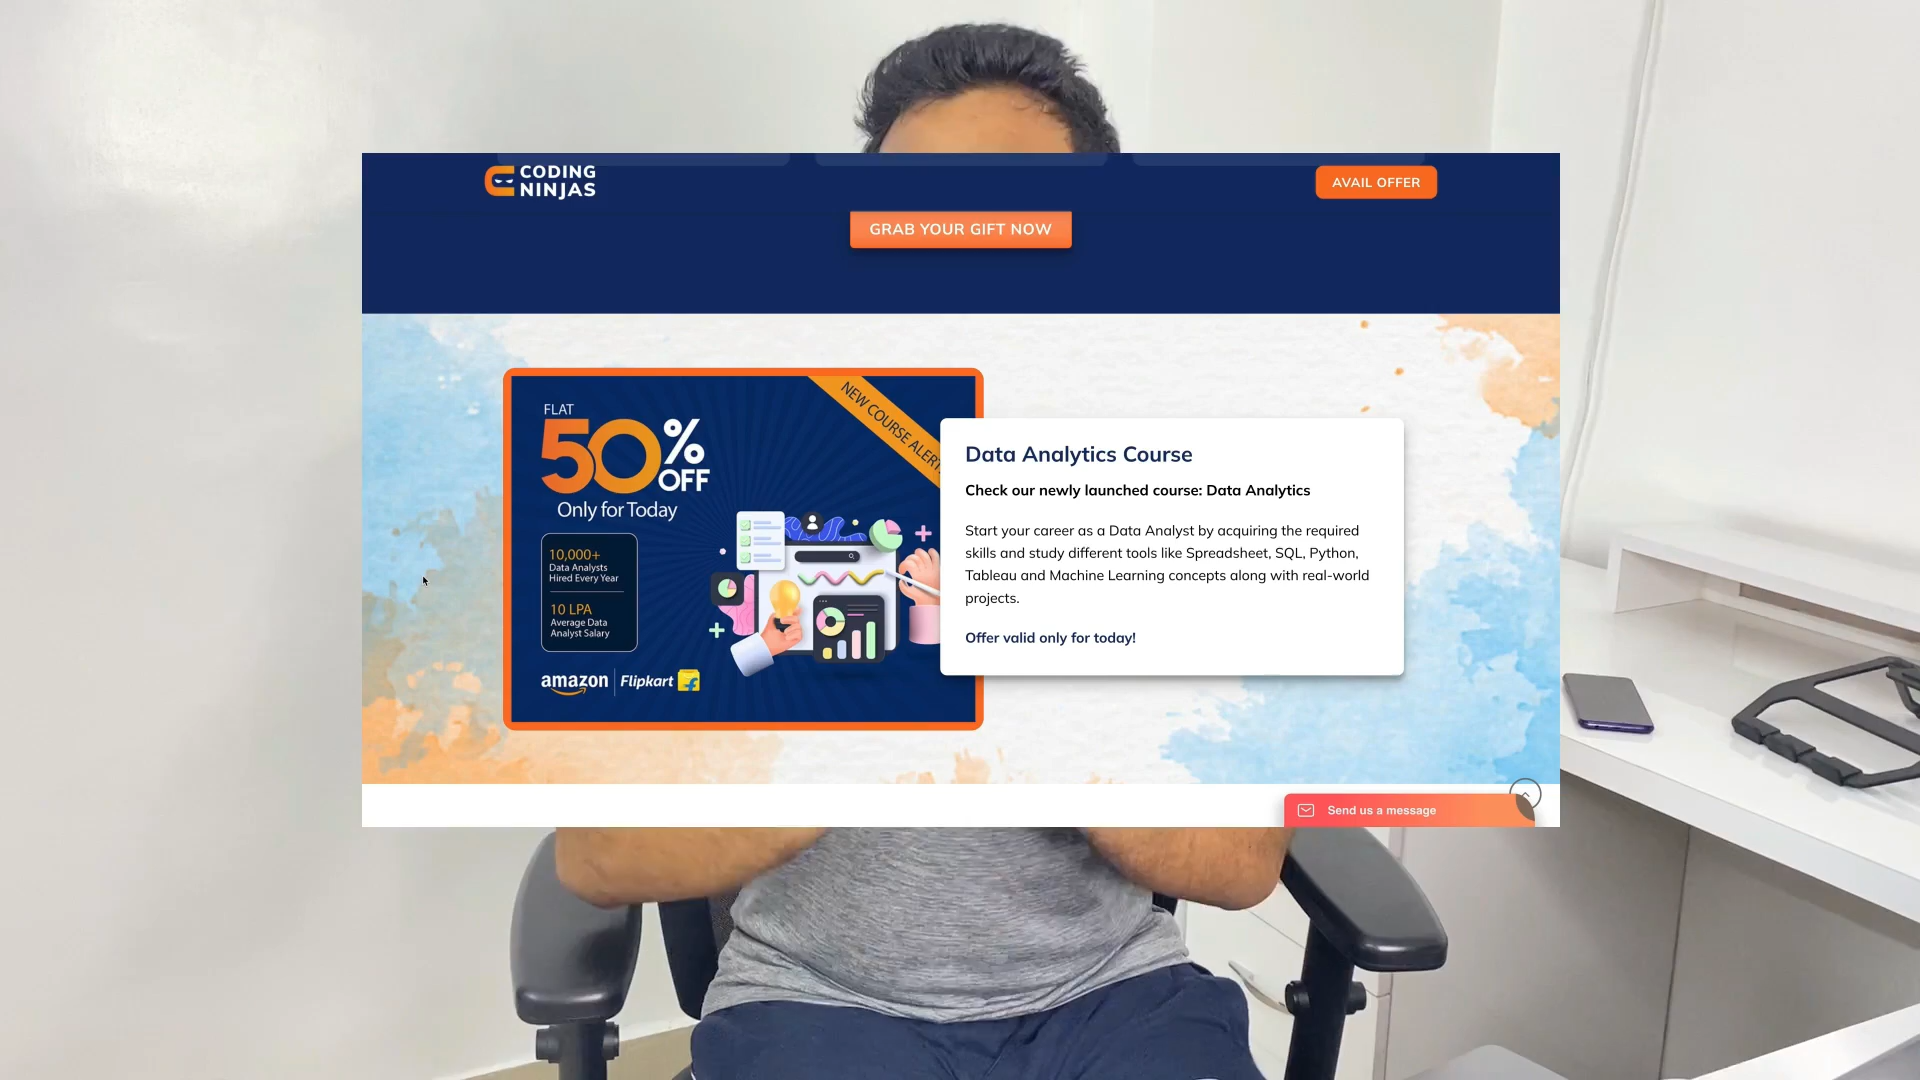 CODING
NINJAS
AVAIL OFFER
GRAB YOUR GIFT NOW
FLAT
50%
OFF
Only for Today
NEW COURSE ALERT
10,000+
Data Analysts
Hired Every Year
10 LPA
Average Data
Analyst Salary
amazon
Flipkart
Data Analytics Course
Check our newly launched course: Data Analytics
Start your career as a Data Analyst by acquiring the required
skills and study different tools like Spreadsheet, SQL, Python,
Tableau and Machine Learning concepts along with real-world
projects.
Offer valid only for today!
Send us a message